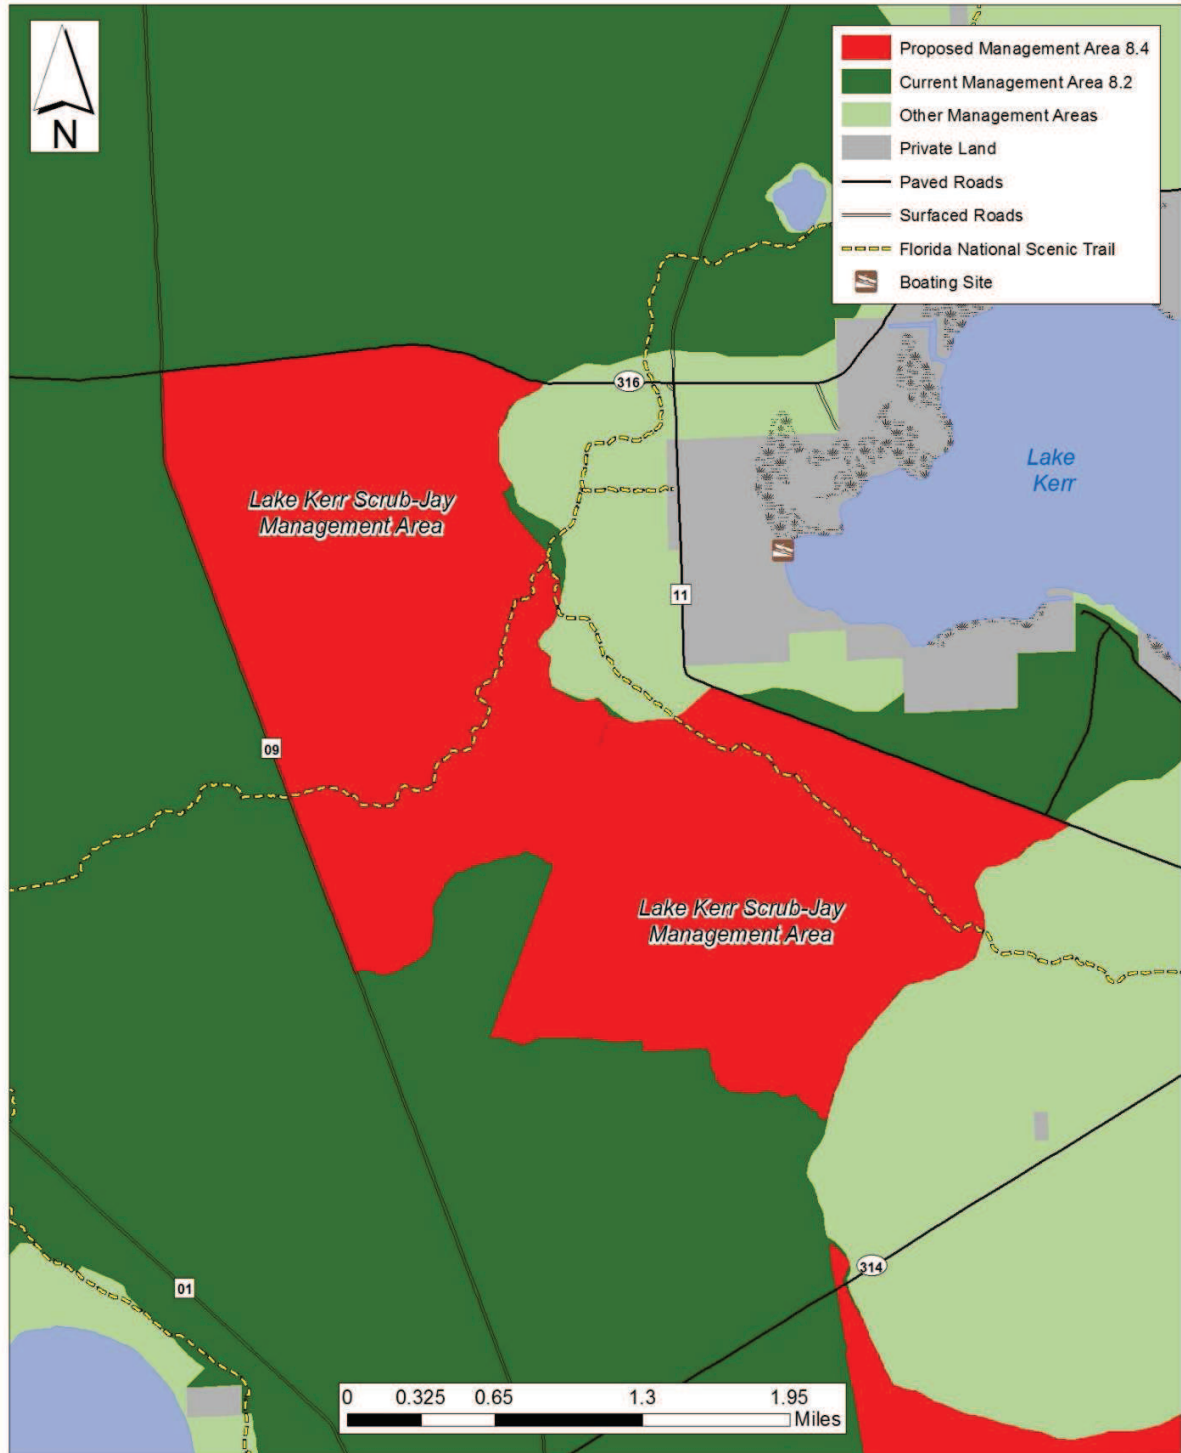 N
Proposed Management Area 8.4
Current Management Area 8.2
Other Management Areas
Private Land
Paved Roads
Surfaced Roads
Florida National Scenic Trail
Boating Site
316
Lake
Kerr
Lake Kerr Scrub-Jay
Management Area
11
09
Lake Kerr Scrub-Jay
Management Area
314
01
0 0.325 0.65 1.3 1.95
Miles